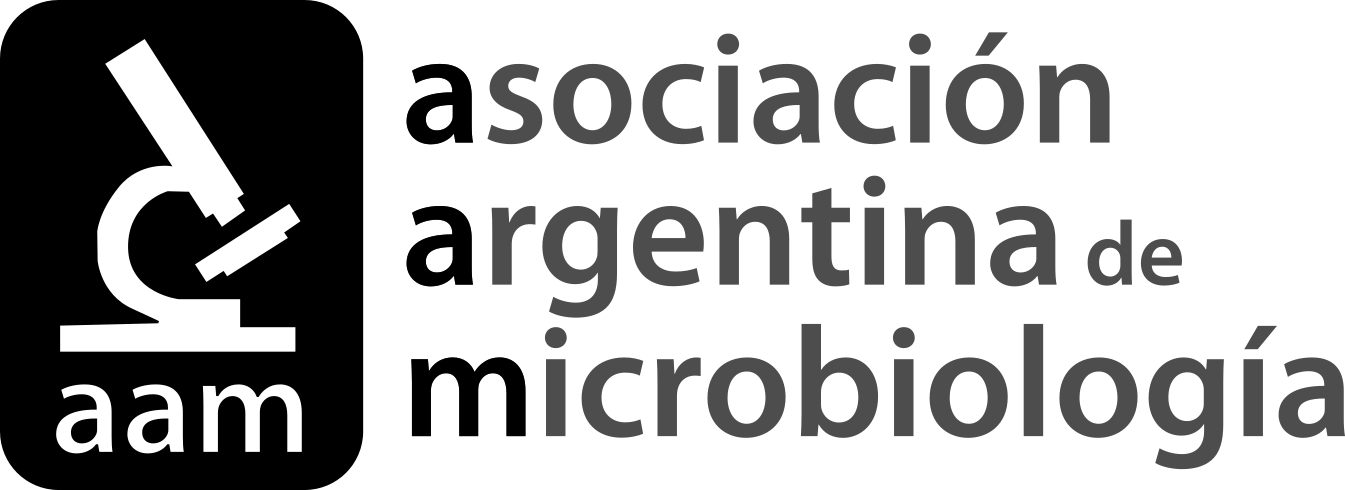 aam
asociación
argentina de
microbiología